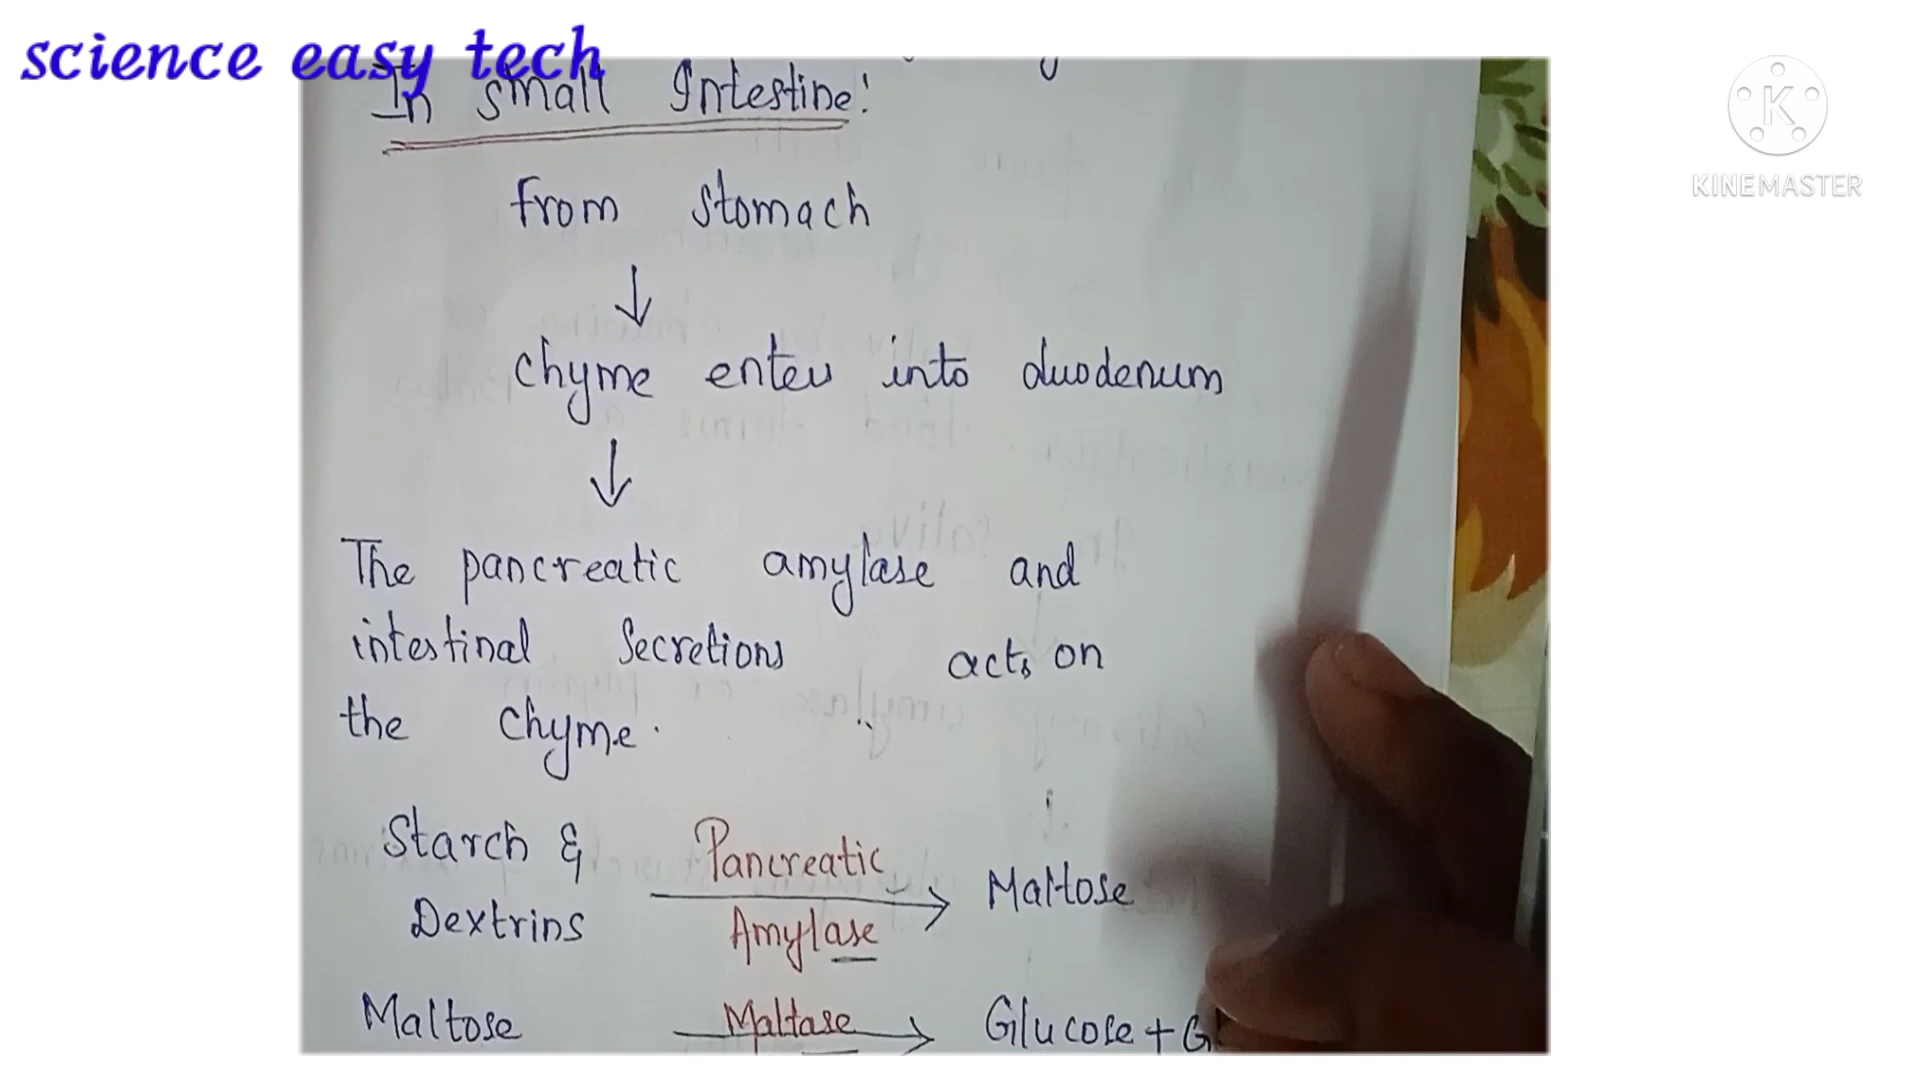 science easy tech
KINEMASTER
In small Intestine:
from stomach
↓
chyme enter into duodenum
↓
The pancreatic amylase and
intestinal secretions acts on
the chyme.
Starch & Pancreatic Amylase → Maltose
Dextrins
Maltose Maltase → Glucose + G